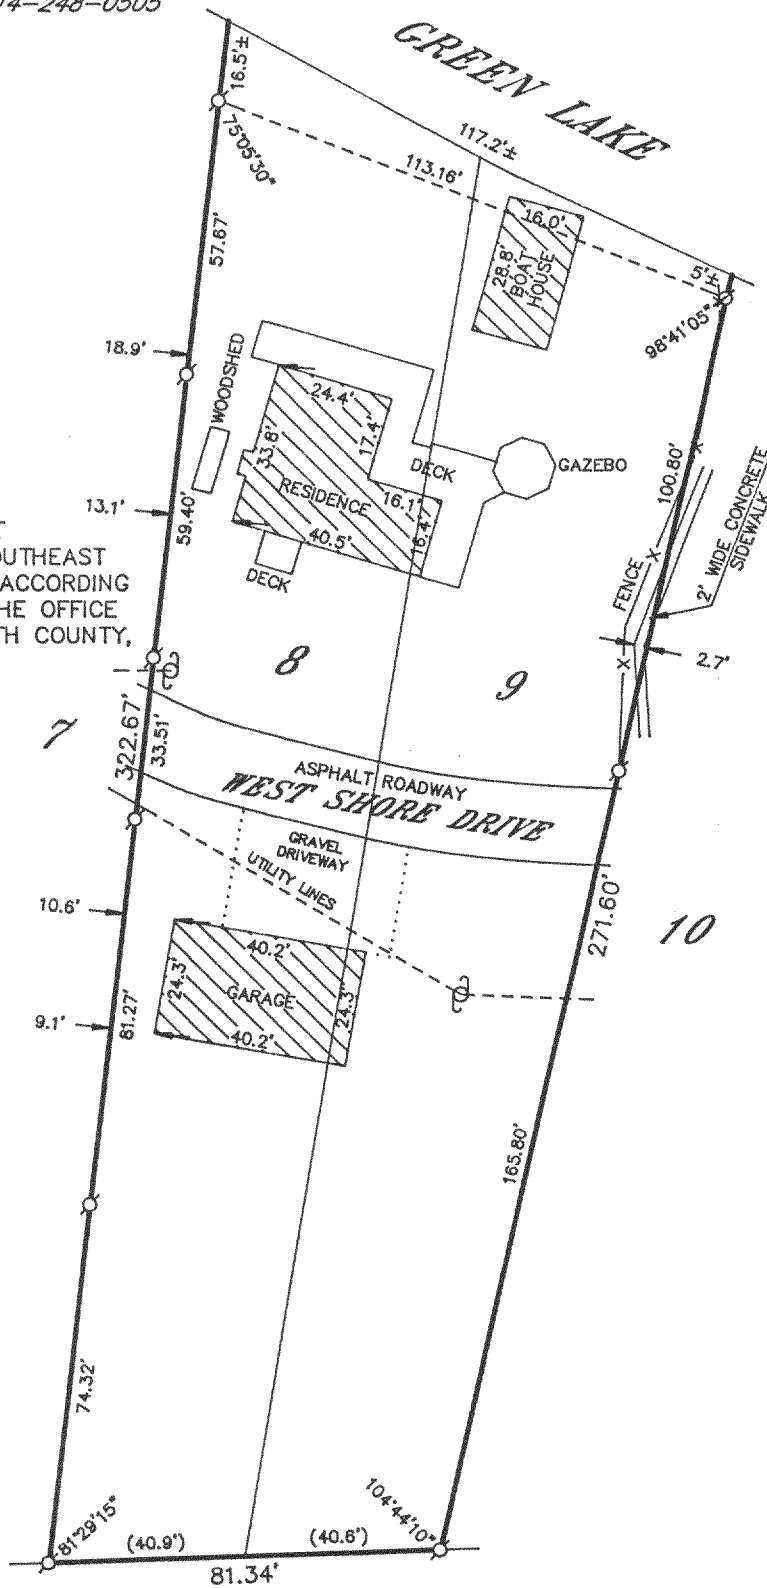 4-248-0505
GREEN LAKE
16.5'±
117.2'±
75°05'30"
113.16'
16.0'
28.8'
BOAT
HOUSE
57.67'
5'±
98°41'05"
18.9'
WOODSHED
24.4'
17.4'
33.8'
DECK
GAZEBO
100.80'
2' WIDE CONCRETE
SIDEWALK
RESIDENCE
16.1'
16.4'
40.5'
DECK
13.1'
59.40'
OUTHEAST
ACCORDING
HE OFFICE
TH COUNTY,
FENCE
2.7'
8
9
7
322.67'
33.51'
ASPHALT ROADWAY
WEST SHORE DRIVE
GRAVEL
DRIVEWAY
UTILITY LINES
271.60'
10
10.6'
40.2'
24.3'
GARAGE
24.3'
40.2'
9.1'
81.27'
165.80'
74.32'
81°29'15"
104°44'10"
(40.9')
(40.6')
81.34'